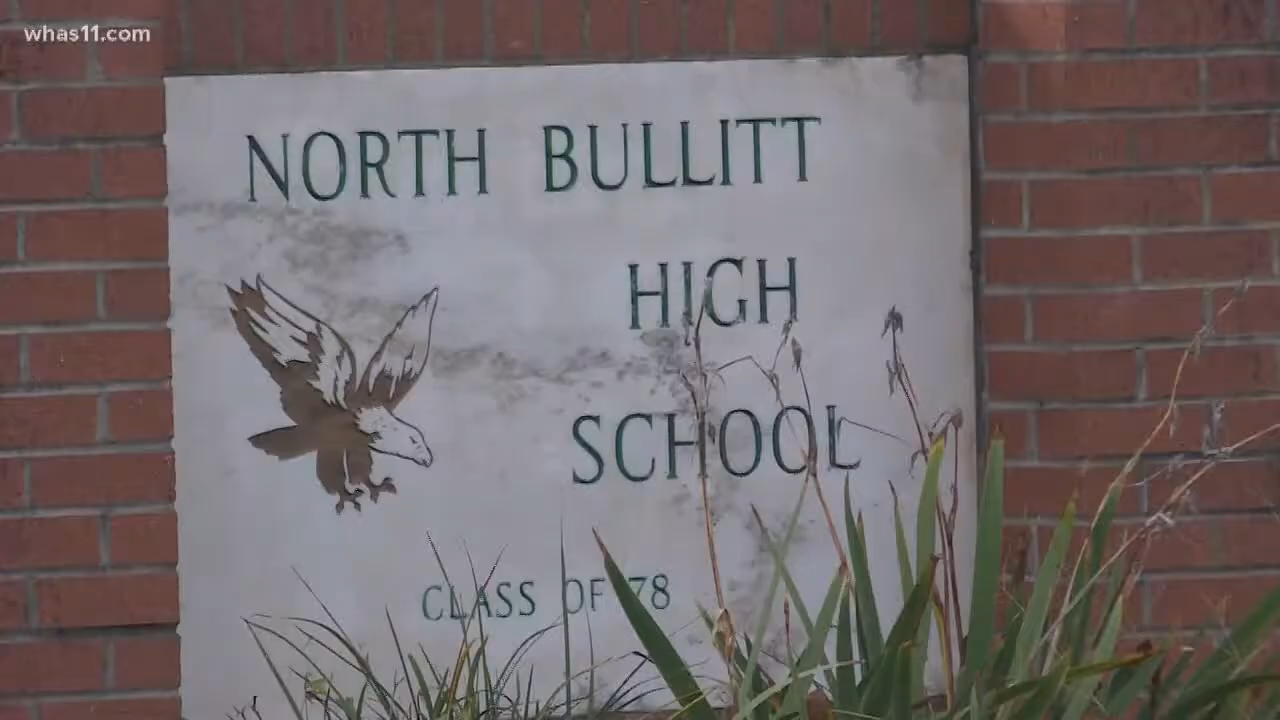 whas11.com
NORTH BULLITT
HIGH
SCHOOL
CLASS OF '78